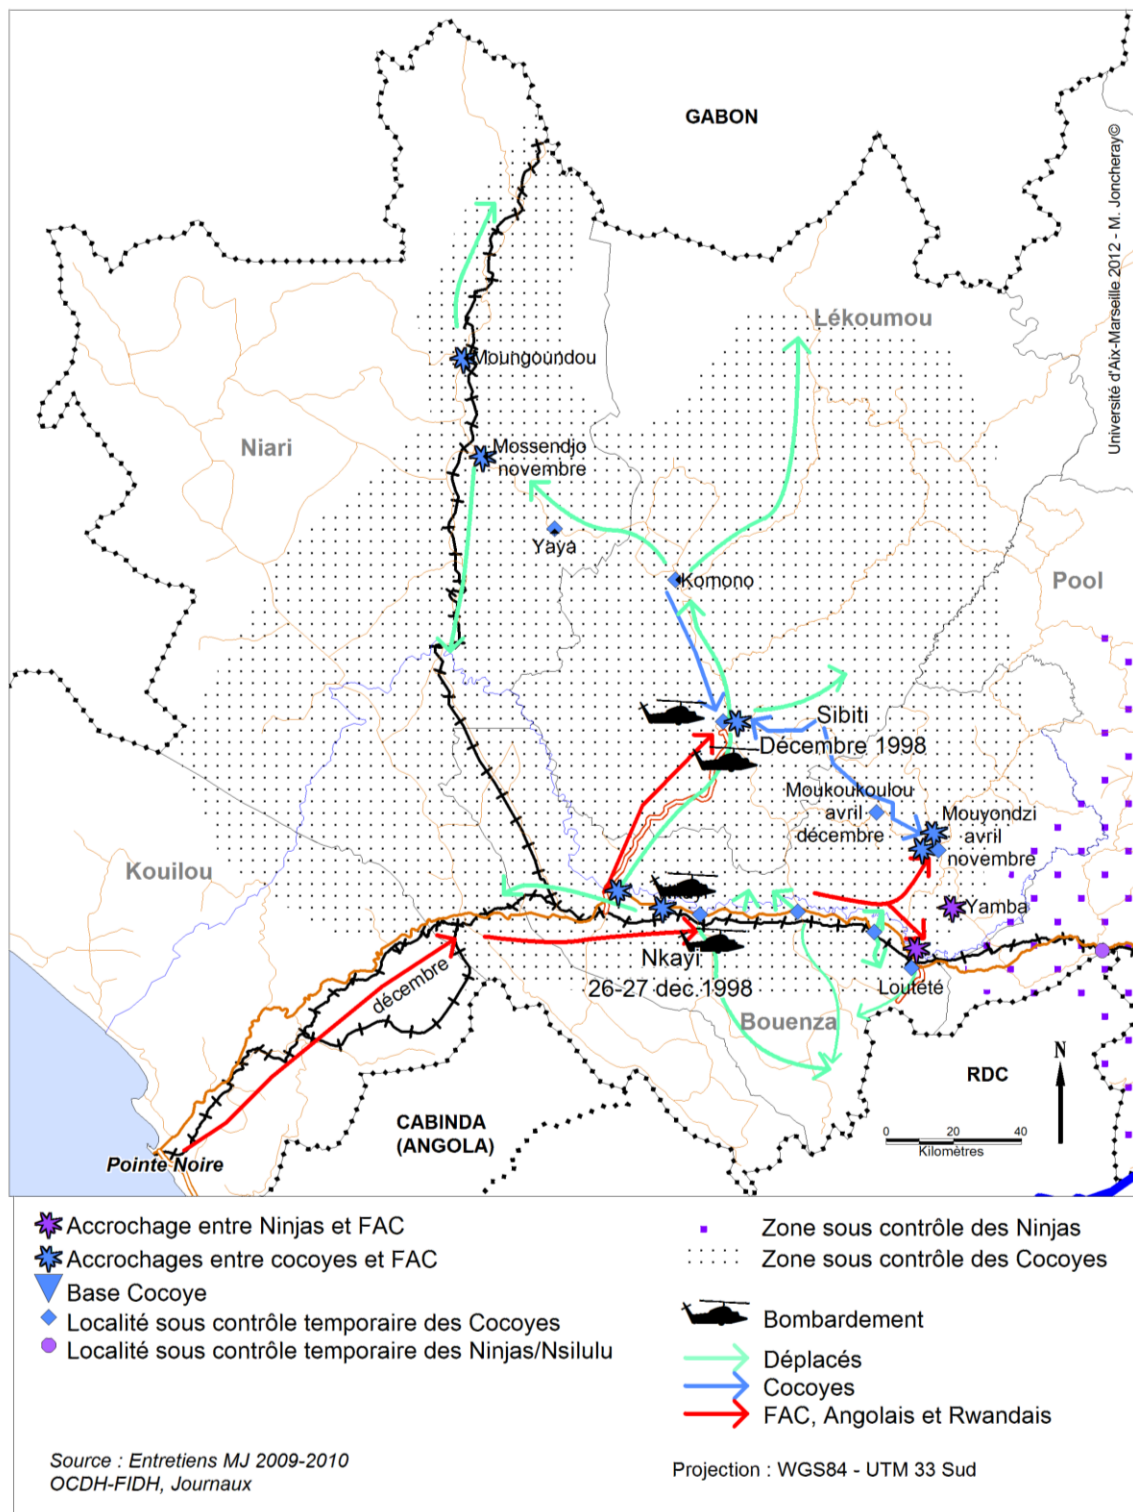 GABON
Université d'Aix-Marseille 2012 - M. Joncheray©
Lékoumou
Moungoundou
Niari
Mossendjo
novembre
Yaya
Komono
Pool
Sibiti
Décembre 1998
Moukoukoulou
avril
décembre
Mouyondzi
avril
novembre
Kouilou
Yamba
Nkayi
26-27 dec.1998
Loutété
décembre
Bouenza
N
RDC
CABINDA
(ANGOLA)
0 20 40
Kilomètres
Pointe Noire
Accrochage entre Ninjas et FAC
Accrochages entre cocoyes et FAC
Base Cocoye
Localité sous contrôle temporaire des Cocoyes
Localité sous contrôle temporaire des Ninjas/Nsilulu
Zone sous contrôle des Ninjas
Zone sous contrôle des Cocoyes
Bombardement
Déplacés
Cocoyes
FAC, Angolais et Rwandais
Source : Entretiens MJ 2009-2010
OCDH-FIDH, Journaux
Projection : WGS84 - UTM 33 Sud